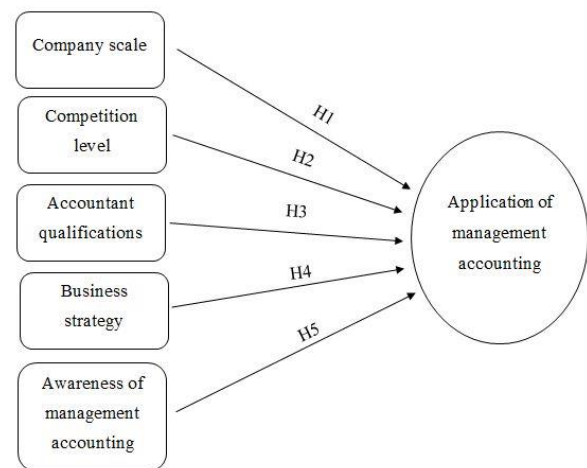 Company scale
Competition
level
Accountant
qualifications
Business
strategy
Awareness of
management
accounting
H1
H2
H3
H4
H5
Application of
management
accounting